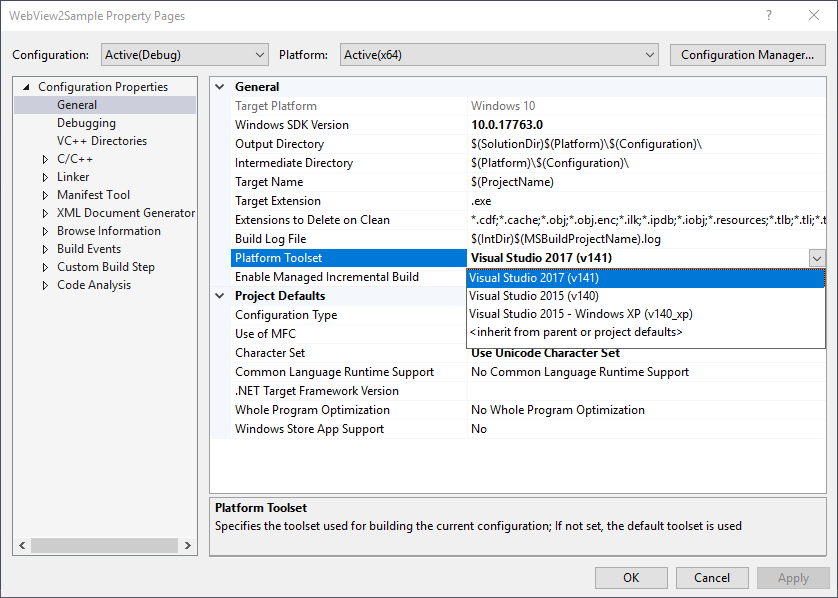 WebView2Sample Property Pages ?
Configuration: Active(Debug) Platform: Active(x64) Configuration Manager...
Configuration Properties
General
Debugging
VC++ Directories
C/C++
Linker
Manifest Tool
XML Document Generator
Browse Information
Build Events
Custom Build Step
Code Analysis
General
Target Platform Windows 10
Windows SDK Version 10.0.17763.0
Output Directory $(SolutionDir)$(Platform)\$(Configuration)\
Intermediate Directory $(Platform)\$(Configuration)\
Target Name $(ProjectName)
Target Extension .exe
Extensions to Delete on Clean *.cdf;*.cache;*.obj;*.obj.enc;*.ilk;*.ipdb;*.iobj;*.resources;*.tlb;*.tli;*.t
Build Log File $(IntDir)$(MSBuildProjectName).log
Platform Toolset Visual Studio 2017 (v141)
Enable Managed Incremental Build Visual Studio 2017 (v141)
Project Defaults Visual Studio 2015 (v140)
Configuration Type Visual Studio 2015 - Windows XP (v140_xp)
Use of MFC <inherit from parent or project defaults>
Character Set Use Unicode Character Set
Common Language Runtime Support No Common Language Runtime Support
.NET Target Framework Version
Whole Program Optimization No Whole Program Optimization
Windows Store App Support No
Platform Toolset
Specifies the toolset used for building the current configuration; If not set, the default toolset is used
OK Cancel Apply